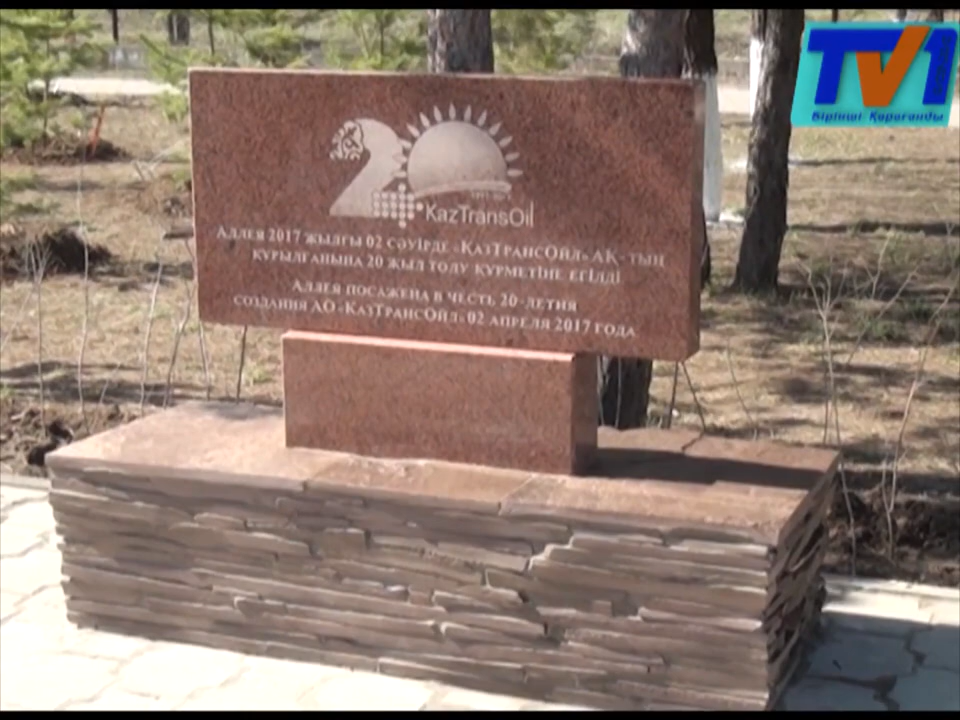 TV1
Бірінші Қарағанды
20
KazTransOil
Аллея 2017 жылғы 02 сәуірде «ҚазТрансОйл» АҚ-тың
құрылғанына 20 жыл толу құрметіне егілді
Аллея посажена в честь 20-летия
создания АО «КазТрансОйл» 02 апреля 2017 года